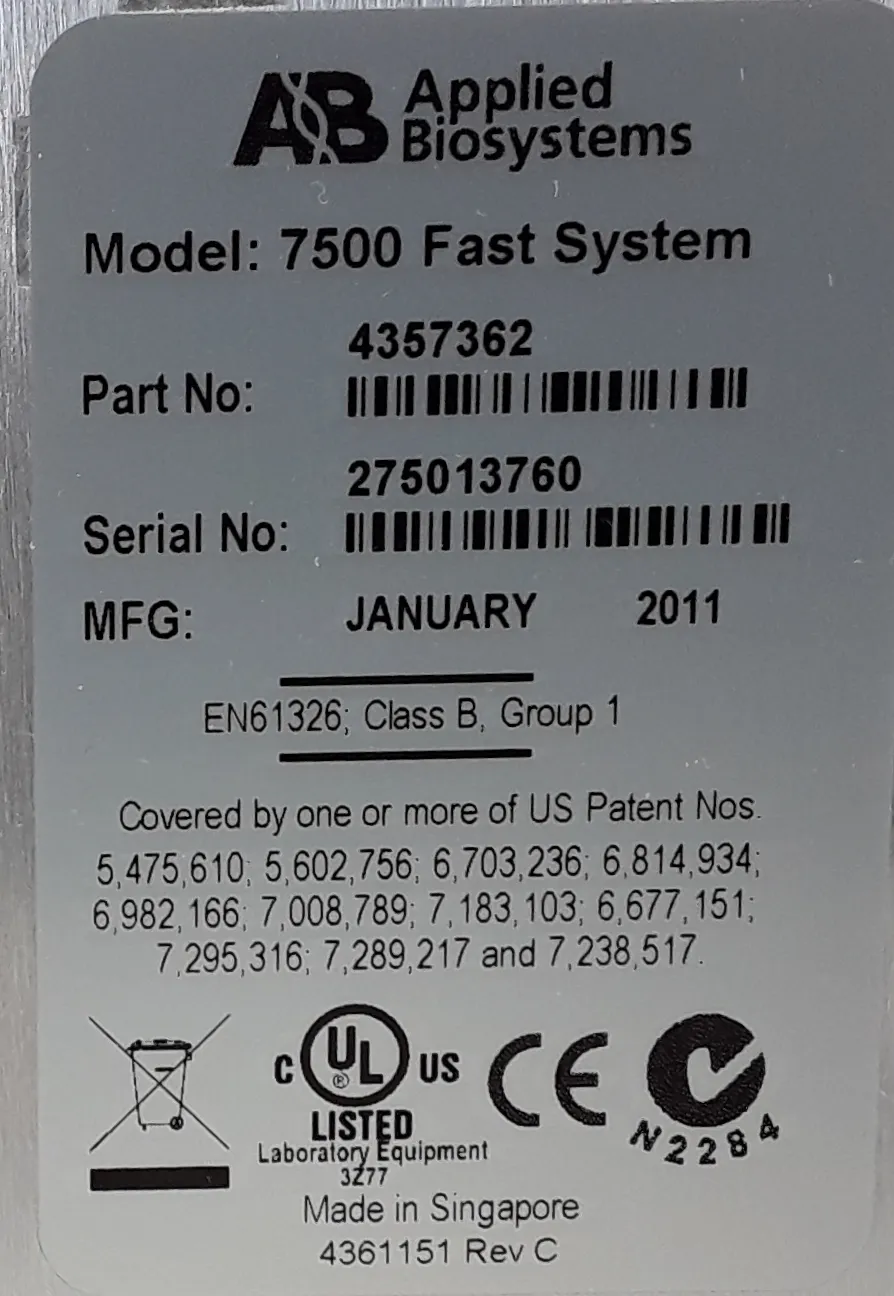 AB Applied
Biosystems
Model: 7500 Fast System
4357362
Part No:
275013760
Serial No:
MFG: JANUARY 2011
EN61326; Class B, Group 1
Covered by one or more of US Patent Nos.
5,475,610; 5,602,756; 6,703,236; 6,814,934;
6,982,166; 7,008,789; 7,183,103; 6,677,151;
7,295,316; 7,289,217 and 7,238,517.
C UL ® US CE
LISTED
N2284
Laboratory Equipment
3Z77
Made in Singapore
4361151 Rev C